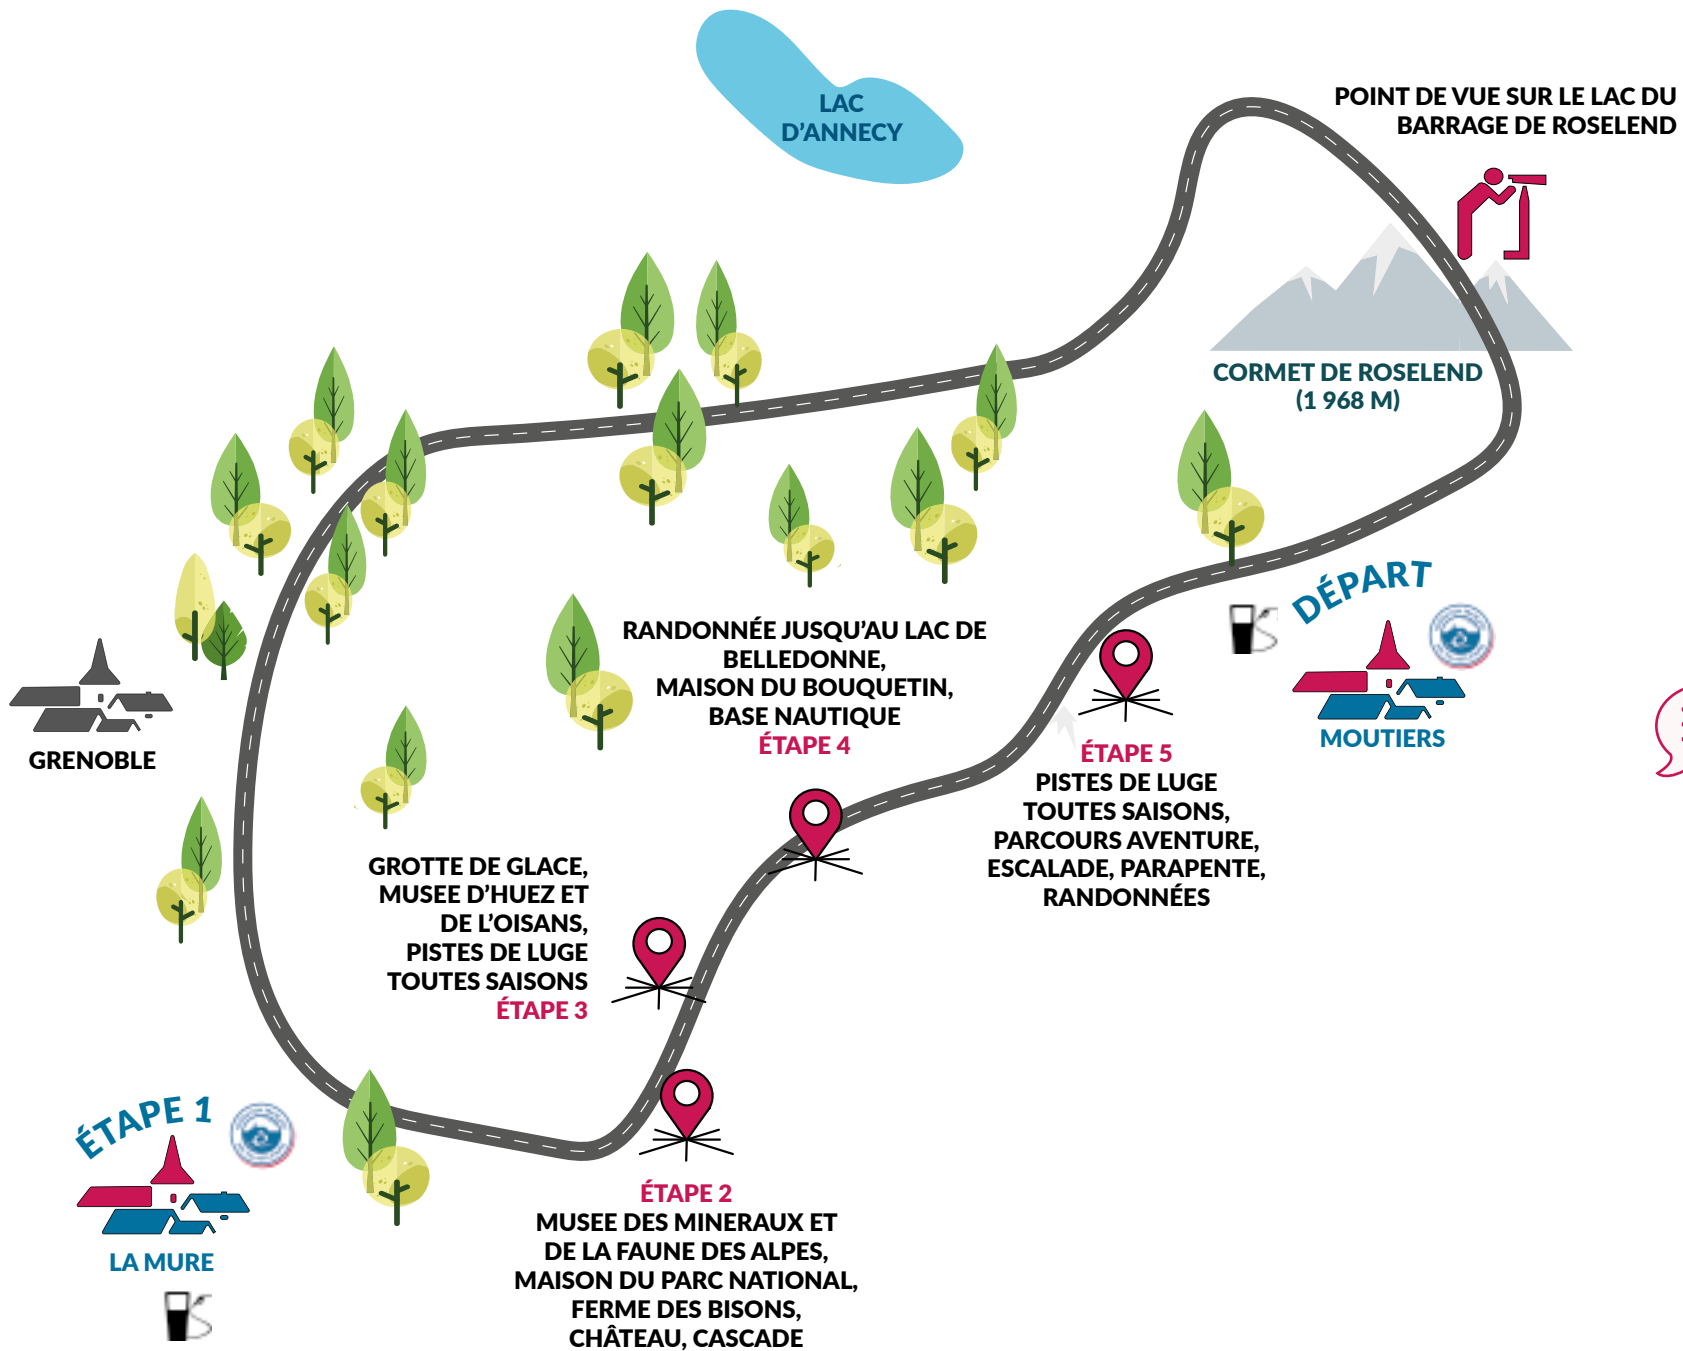 LAC
D'ANNECY
POINT DE VUE SUR LE LAC DU
BARRAGE DE ROSELEND
CORMET DE ROSELEND
(1 968 M)
DÉPART
MOUTIERS
RANDONNÉE JUSQU'AU LAC DE
BELLEDONNE,
MAISON DU BOUQUETIN,
BASE NAUTIQUE
ÉTAPE 4
GRENOBLE
ÉTAPE 5
PISTES DE LUGE
TOUTES SAISONS,
PARCOURS AVENTURE,
ESCALADE, PARAPENTE,
RANDONNÉES
GROTTE DE GLACE,
MUSEE D'HUEZ ET
DE L'OISANS,
PISTES DE LUGE
TOUTES SAISONS
ÉTAPE 3
ÉTAPE 1
LA MURE
ÉTAPE 2
MUSEE DES MINERAUX ET
DE LA FAUNE DES ALPES,
MAISON DU PARC NATIONAL,
FERME DES BISONS,
CHÂTEAU, CASCADE